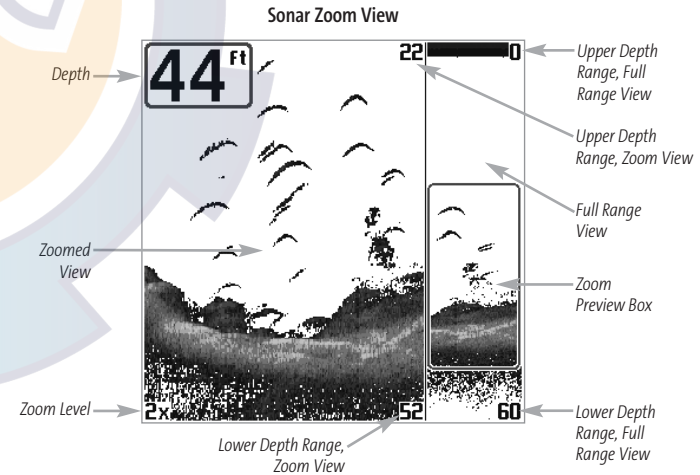 Sonar Zoom View
Depth
44 Ft
22
0
Upper Depth
Range, Full
Range View
Upper Depth
Range, Zoom View
Full Range
View
Zoomed
View
Zoom
Preview Box
Zoom Level
2x
52
60
Lower Depth Range,
Zoom View
Lower Depth
Range, Full
Range View